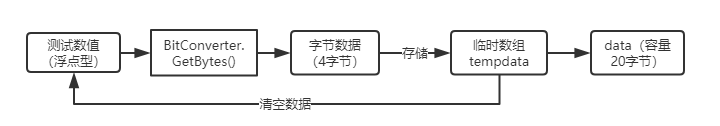 测试数值
（浮点型）
BitConverter.
GetBytes()
字节数据
（4字节）
存储
临时数组
tempdata
data（容量
20字节）
清空数据